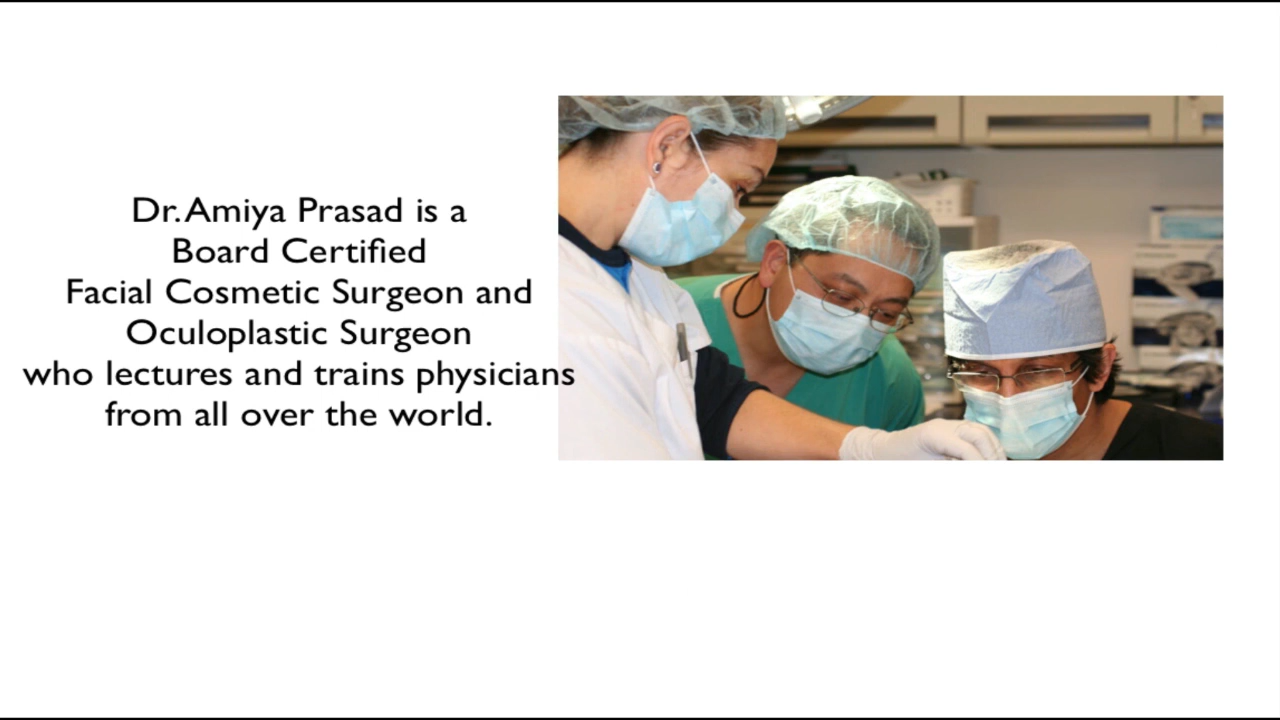 Dr. Amiya Prasad is a
Board Certified
Facial Cosmetic Surgeon and
Oculoplastic Surgeon
who lectures and trains physicians
from all over the world.